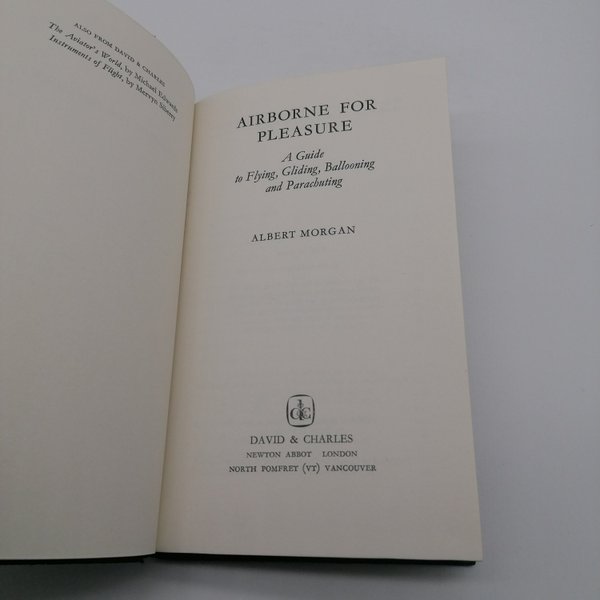 ALSO FROM DAVID & CHARLES
The Aviator's World, by Michael Edwards
Instruments of Flight, by Mervyn Siberry
AIRBORNE FOR
PLEASURE
A Guide
to Flying, Gliding, Ballooning
and Parachuting
ALBERT MORGAN
DAVID & CHARLES
NEWTON ABBOT LONDON
NORTH POMFRET (VT) VANCOUVER